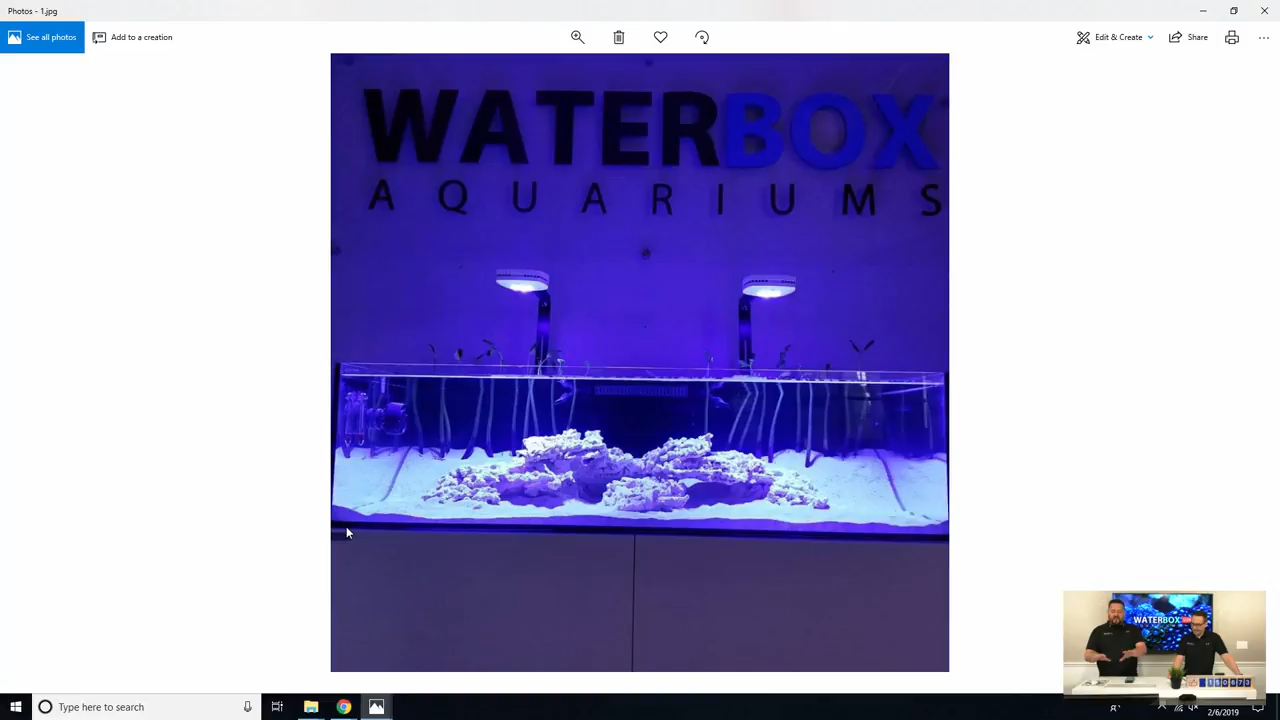 Photos - 1.jpg
See all photos
Add to a creation
Edit & Create
Share
WATERBOX
AQUARIUMS
WATERBOX
Type here to search
2/6/2019